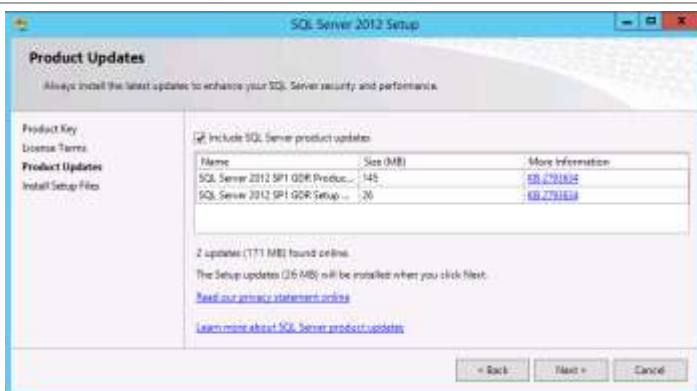 SQL Server 2012 Setup
Product Updates
Always install the latest updates to enhance your SQL Server security and performance.
Product Key
License Terms
Product Updates
Install Setup Files
Include SQL Server product updates
Name Size (MB) More Information
SQL Server 2012 SP1 GDR Produc... 145 KB 2793634
SQL Server 2012 SP1 GDR Setup ... 26 KB 2793634
2 updates (171 MB) found online.
The Setup updates (26 MB) will be installed when you click Next.
Read our privacy statement online
Learn more about SQL Server product updates
< Back Next > Cancel